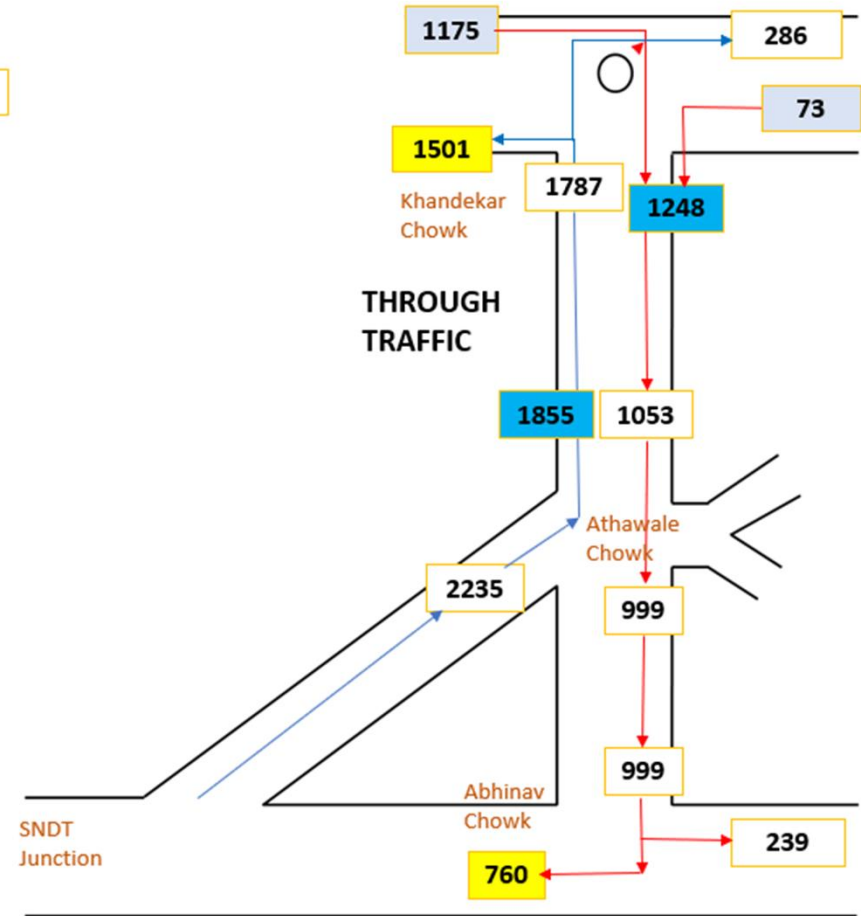 1175
286
73
1501
1787
1248
Khandekar
Chowk
THROUGH
TRAFFIC
1855
1053
Athawale
Chowk
2235
999
999
Abhinav
Chowk
SNDT
Junction
239
760